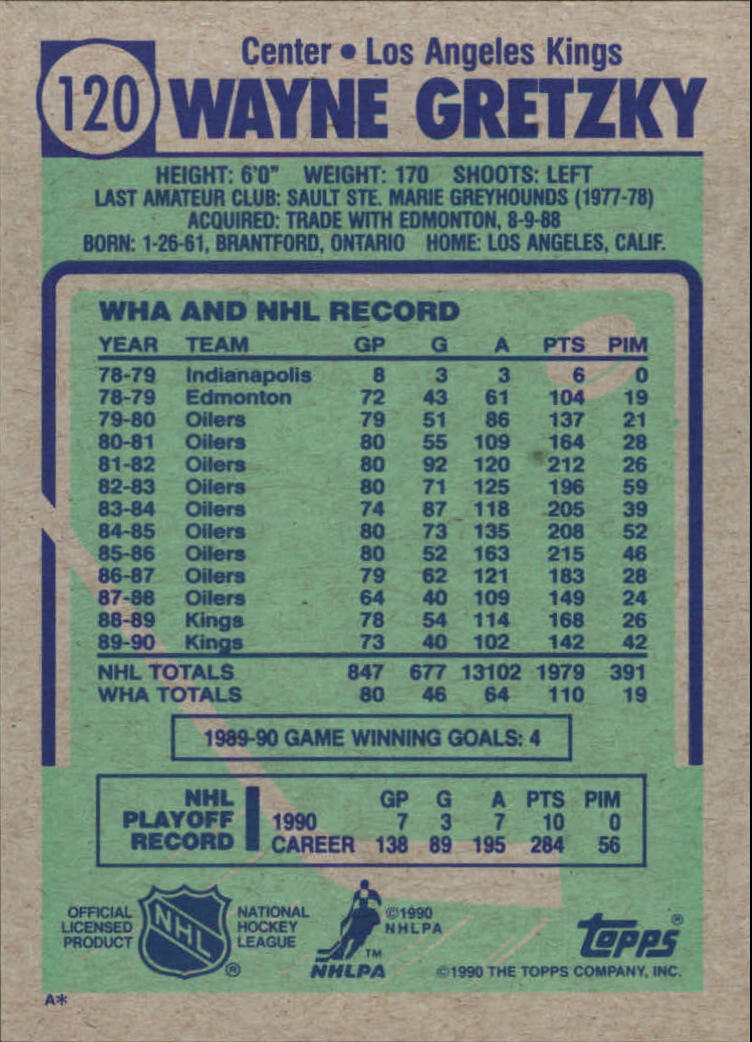 120
Center • Los Angeles Kings
WAYNE GRETZKY
HEIGHT: 6'0" WEIGHT: 170 SHOOTS: LEFT
LAST AMATEUR CLUB: SAULT STE. MARIE GREYHOUNDS (1977-78)
ACQUIRED: TRADE WITH EDMONTON, 8-9-88
BORN: 1-26-61, BRANTFORD, ONTARIO HOME: LOS ANGELES, CALIF.
WHA AND NHL RECORD
YEAR TEAM GP G A PTS PIM
78-79 Indianapolis 8 3 3 6 0
78-79 Edmonton 72 43 61 104 19
79-80 Oilers 79 51 86 137 21
80-81 Oilers 80 55 109 164 28
81-82 Oilers 80 92 120 212 26
82-83 Oilers 80 71 125 196 59
83-84 Oilers 74 87 118 205 39
84-85 Oilers 80 73 135 208 52
85-86 Oilers 80 52 163 215 46
86-87 Oilers 79 62 121 183 28
87-88 Oilers 64 40 109 149 24
88-89 Kings 78 54 114 168 26
89-90 Kings 73 40 102 142 42
NHL TOTALS 847 677 13102 1979 391
WHA TOTALS 80 46 64 110 19
1989-90 GAME WINNING GOALS: 4
NHL PLAYOFF RECORD
GP G A PTS PIM
1990 7 3 7 10 0
CAREER 138 89 195 284 56
OFFICIAL
LICENSED
PRODUCT
NHL
®
NATIONAL
HOCKEY
LEAGUE
TM
NHLPA
©1990
NHLPA
topps®
©1990 THE TOPPS COMPANY, INC.
A*